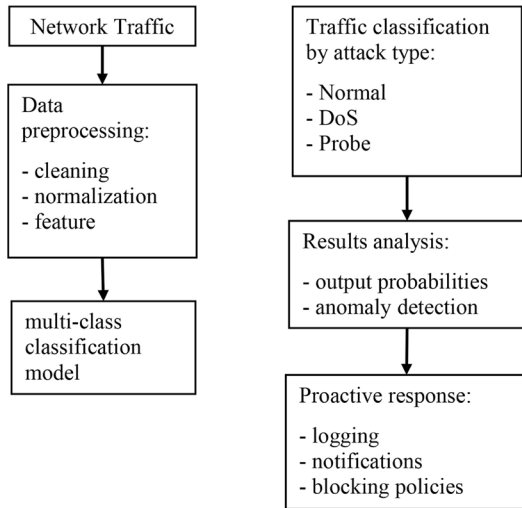 Network Traffic
Data
preprocessing:
- cleaning
- normalization
- feature
multi-class
classification
model
Traffic classification
by attack type:
- Normal
- DoS
- Probe
Results analysis:
- output probabilities
- anomaly detection
Proactive response:
- logging
- notifications
- blocking policies